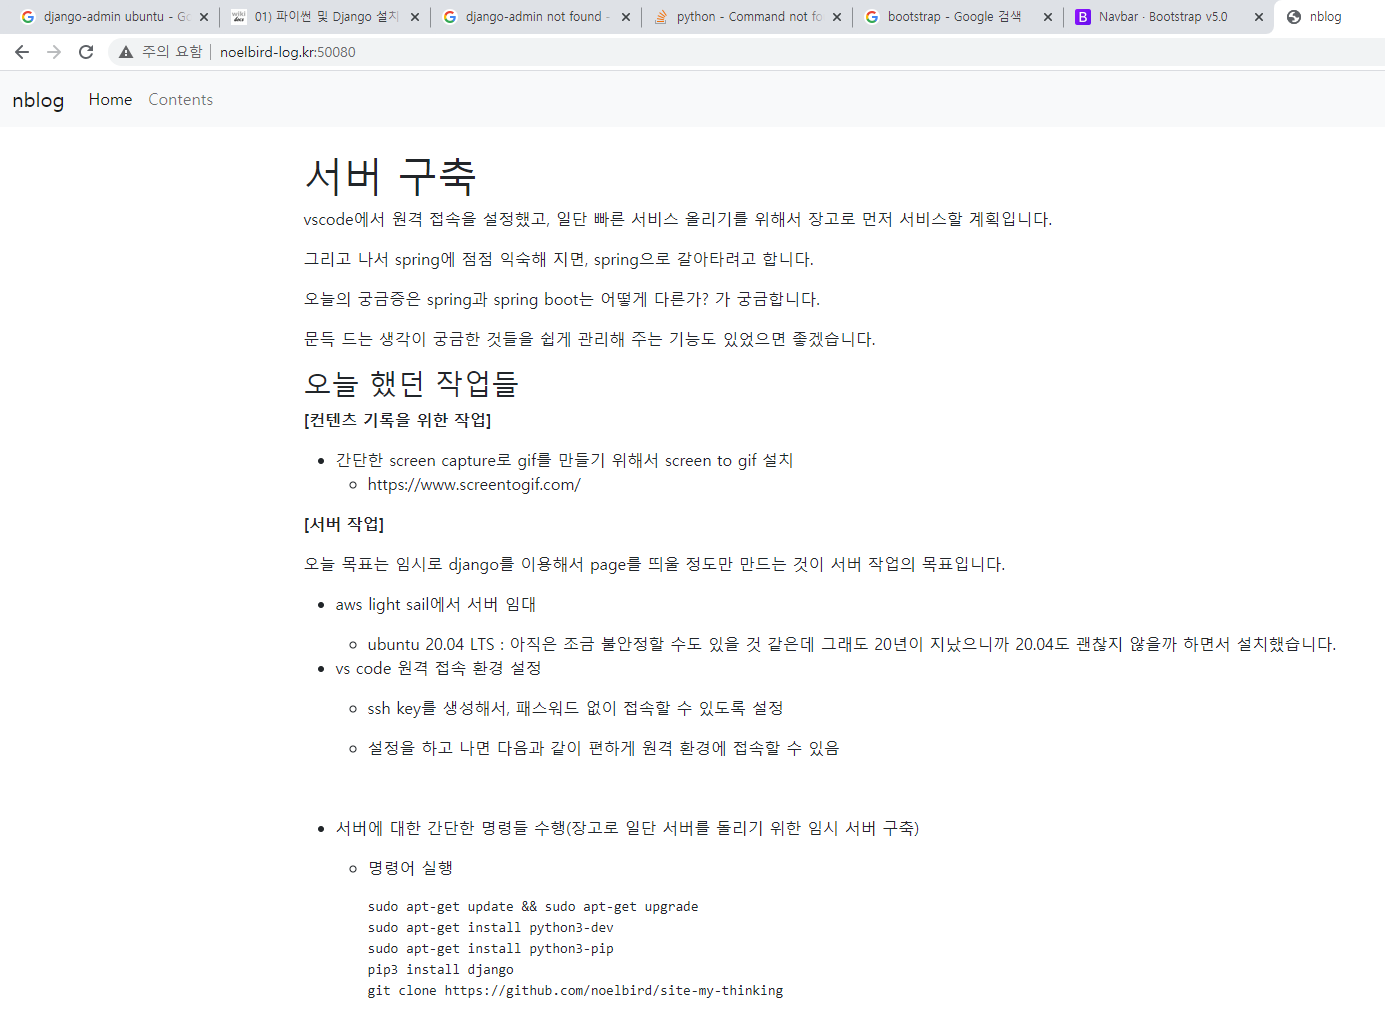 django-admin ubuntu - Go
01) 파이썬 및 Django 설치
django-admin not found -
python - Command not fo
bootstrap - Google 검색
Navbar · Bootstrap v5.0
nblog
주의 요함 noelbird-log.kr:50080
nblog Home Contents
서버 구축
vscode에서 원격 접속을 설정했고, 일단 빠른 서비스 올리기를 위해서 장고로 먼저 서비스할 계획입니다.
그리고 나서 spring에 점점 익숙해 지면, spring으로 갈아타려고 합니다.
오늘의 궁금증은 spring과 spring boot는 어떻게 다른가? 가 궁금합니다.
문득 드는 생각이 궁금한 것들을 쉽게 관리해 주는 기능도 있었으면 좋겠습니다.
오늘 했던 작업들
[컨텐츠 기록을 위한 작업]
간단한 screen capture로 gif를 만들기 위해서 screen to gif 설치
https://www.screentogif.com/
[서버 작업]
오늘 목표는 임시로 django를 이용해서 page를 띄울 정도만 만드는 것이 서버 작업의 목표입니다.
aws light sail에서 서버 임대
ubuntu 20.04 LTS : 아직은 조금 불안정할 수도 있을 것 같은데 그래도 20년이 지났으니까 20.04도 괜찮지 않을까 하면서 설치했습니다.
vs code 원격 접속 환경 설정
ssh key를 생성해서, 패스워드 없이 접속할 수 있도록 설정
설정을 하고 나면 다음과 같이 편하게 원격 환경에 접속할 수 있음
서버에 대한 간단한 명령들 수행(장고로 일단 서버를 돌리기 위한 임시 서버 구축)
명령어 실행
sudo apt-get update && sudo apt-get upgrade
sudo apt-get install python3-dev
sudo apt-get install python3-pip
pip3 install django
git clone https://github.com/noelbird/site-my-thinking